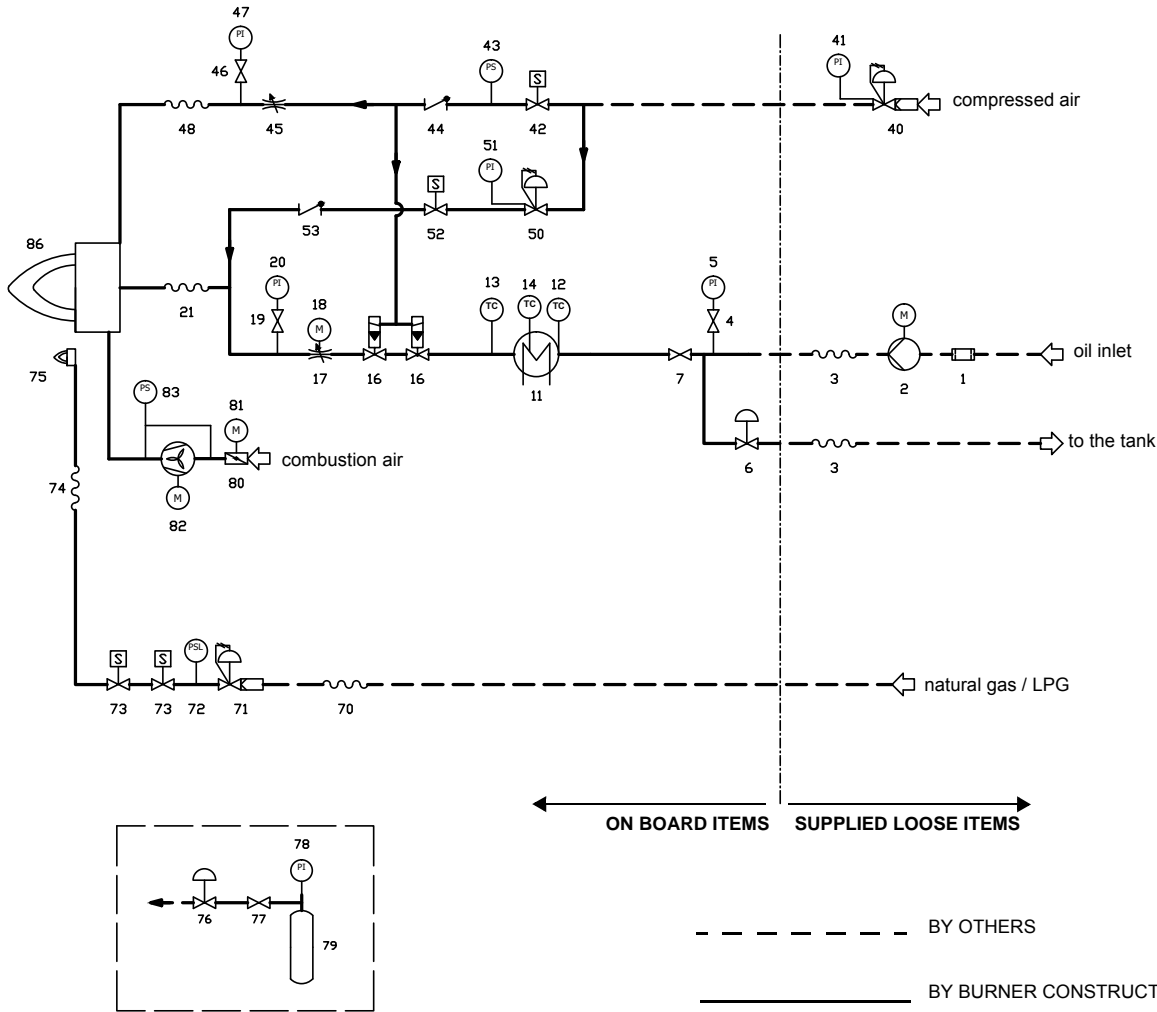 47
PI
46
48
45
43
PS
44
S
42
41
PI
40
compressed air
51
PI
S
53
52
50
86
21
20
PI
19
18
M
17
16
16
13
TC
14
TC
12
TC
11
5
PI
4
7
M
3
2
1
oil inlet
6
3
to the tank
75
PS
83
81
M
80
combustion air
M
82
74
S
S
PSL
73
73
72
71
70
natural gas / LPG
ON BOARD ITEMS
SUPPLIED LOOSE ITEMS
78
PI
76
77
79
BY OTHERS
BY BURNER CONSTRUCT